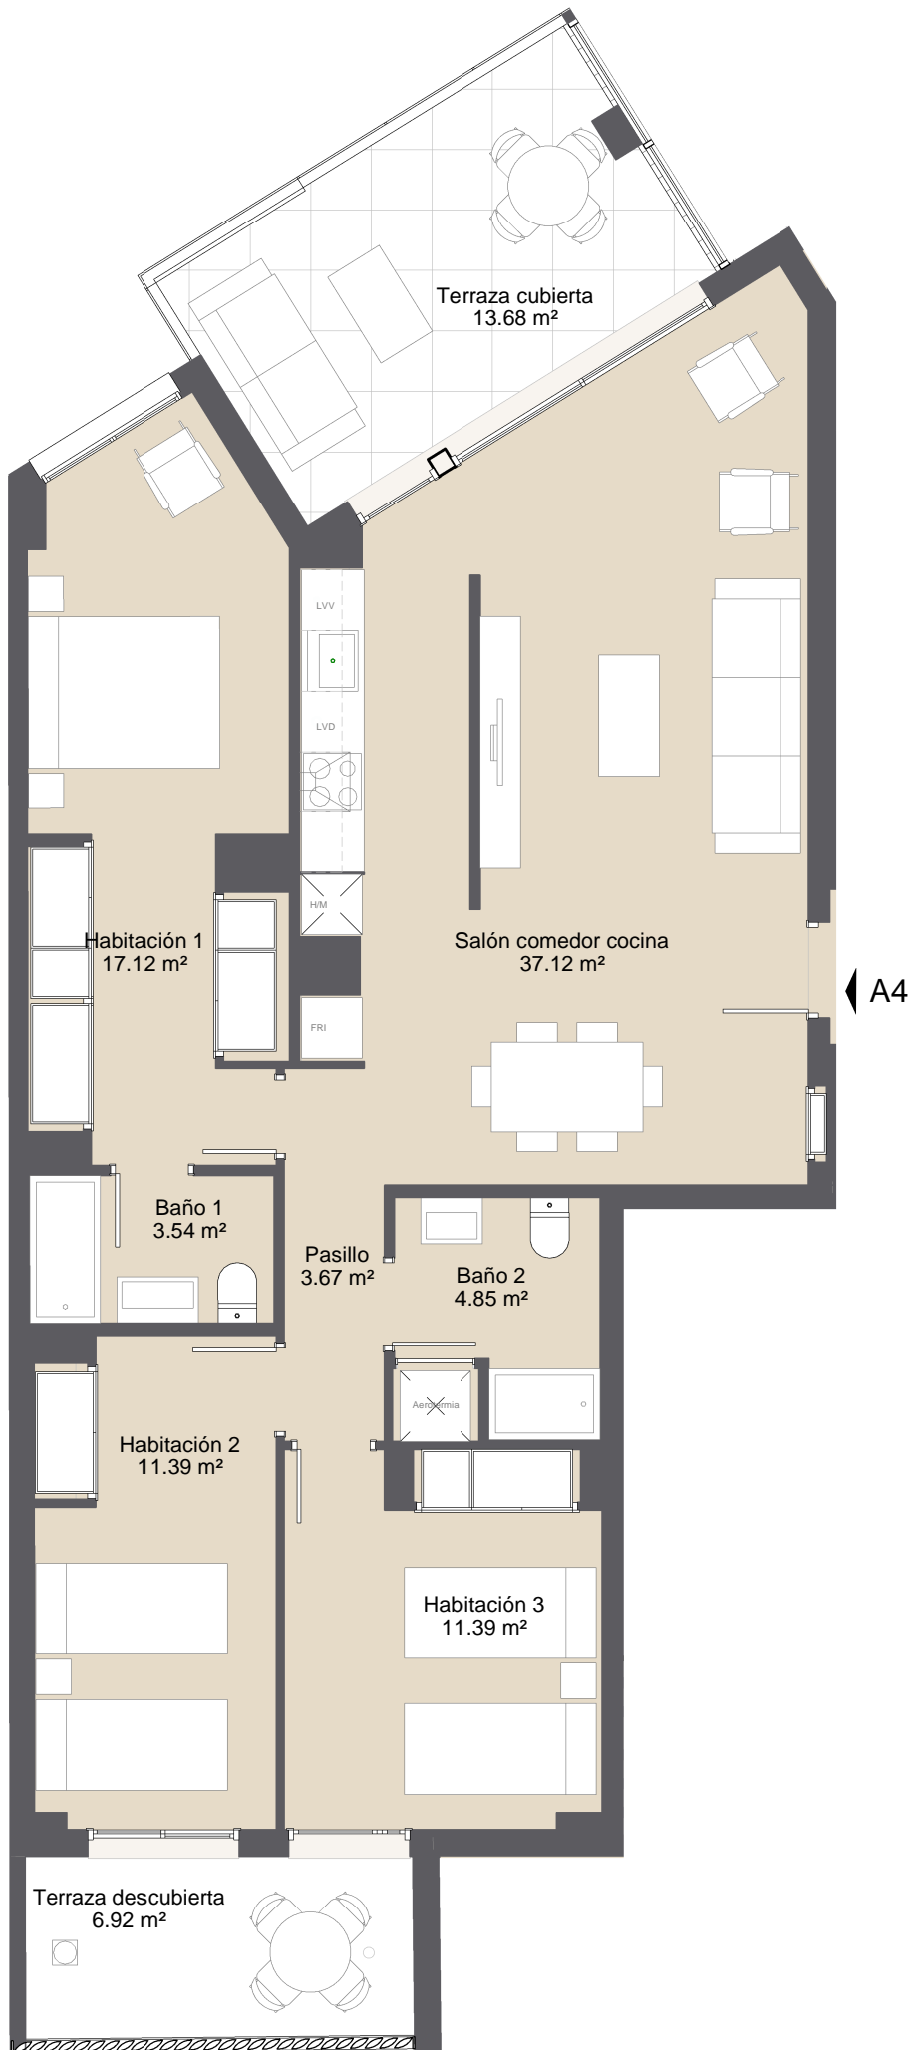 Terraza cubierta
13.68 m²
LVV
LVD
H/M
Habitación 1
17.12 m²
Salón comedor cocina
37.12 m²
A4
FRI
Baño 1
3.54 m²
Pasillo
3.67 m²
Baño 2
4.85 m²
Aerotermia
Habitación 2
11.39 m²
Habitación 3
11.39 m²
Terraza descubierta
6.92 m²